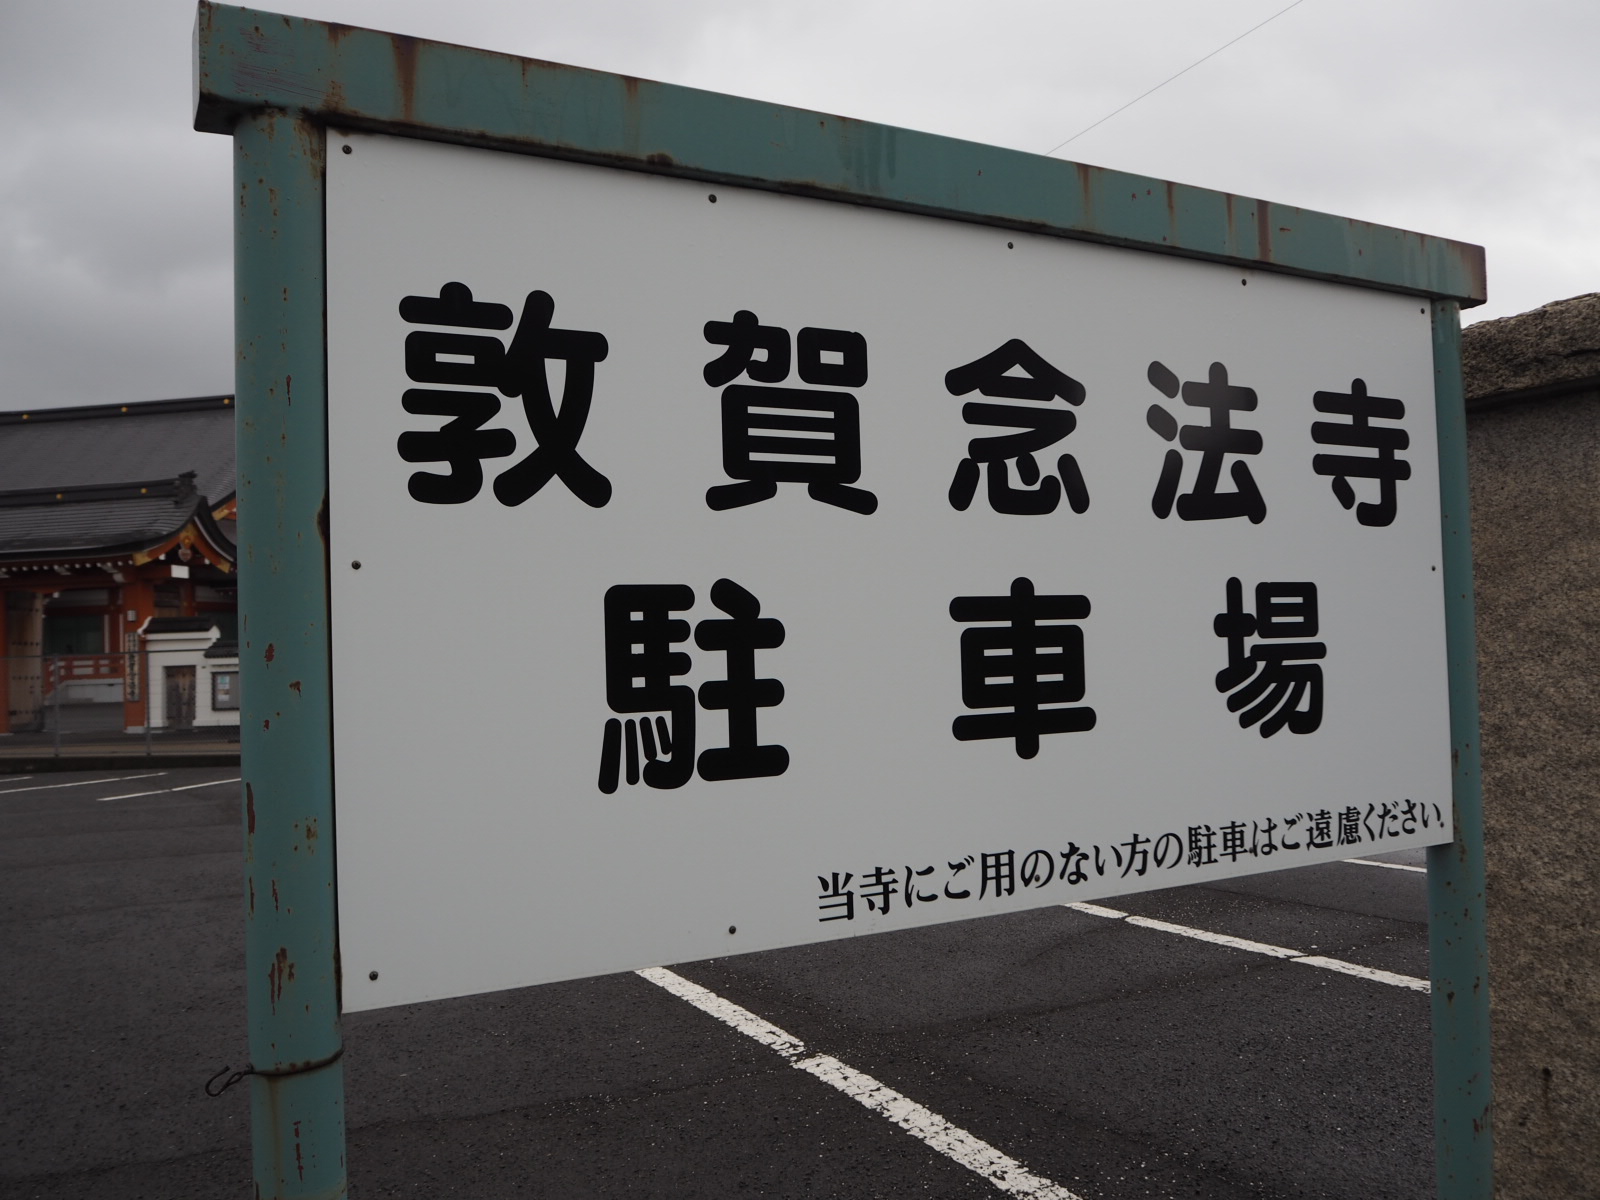 敦賀念法寺
駐車場
当寺にご用のない方の駐車はご遠慮ください.